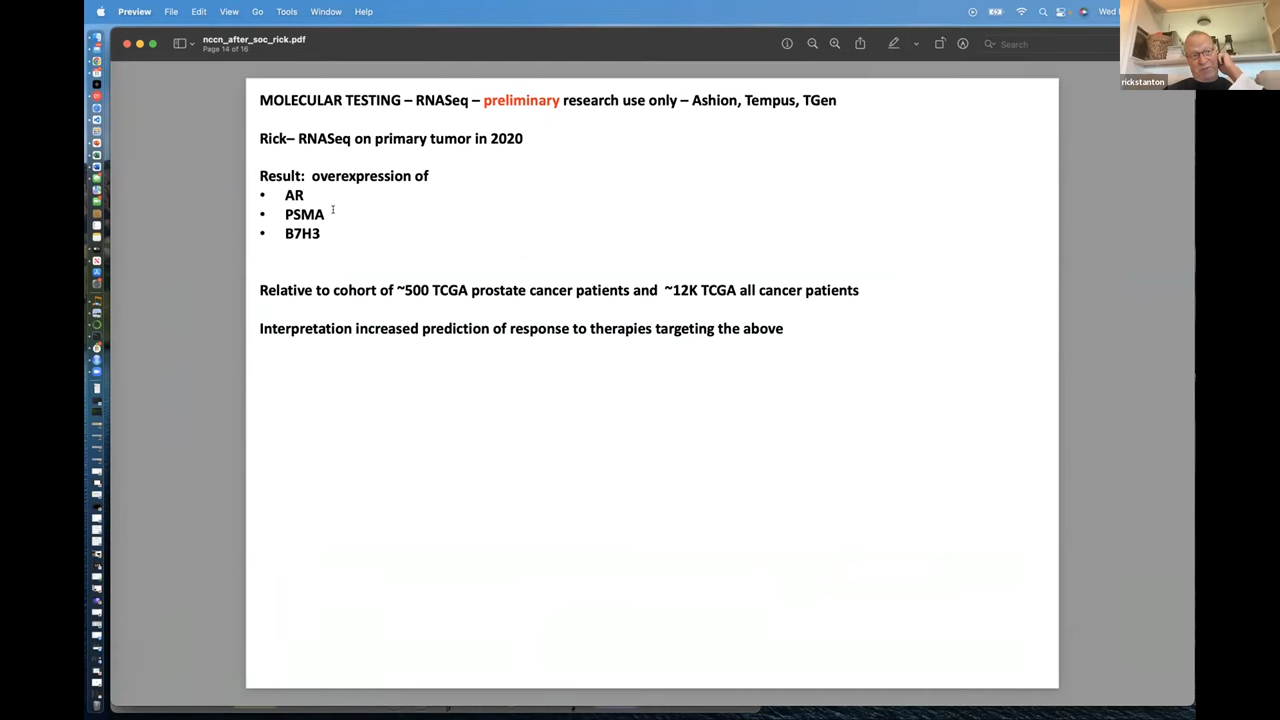 Preview File Edit View Go Tools Window Help
Wed
nccn_after_soc_rick.pdf
Page 14 of 16
Search
rickstanton
MOLECULAR TESTING – RNASeq – preliminary research use only – Ashion, Tempus, TGen
Rick– RNASeq on primary tumor in 2020
Result: overexpression of
• AR
• PSMA
• B7H3
Relative to cohort of ~500 TCGA prostate cancer patients and ~12K TCGA all cancer patients
Interpretation increased prediction of response to therapies targeting the above